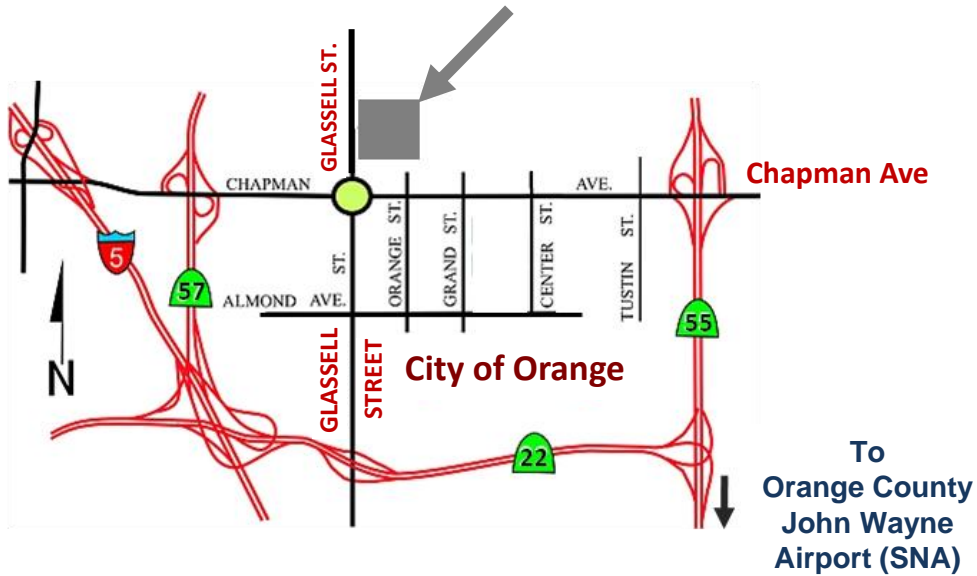 GLASSELL ST.
CHAPMAN
AVE.
Chapman Ave
5
57
ALMOND AVE.
ST.
ORANGE ST.
GRAND ST.
CENTER ST.
TUSTIN ST.
55
N
GLASSELL
STREET
City of Orange
22
To
Orange County
John Wayne
Airport (SNA)